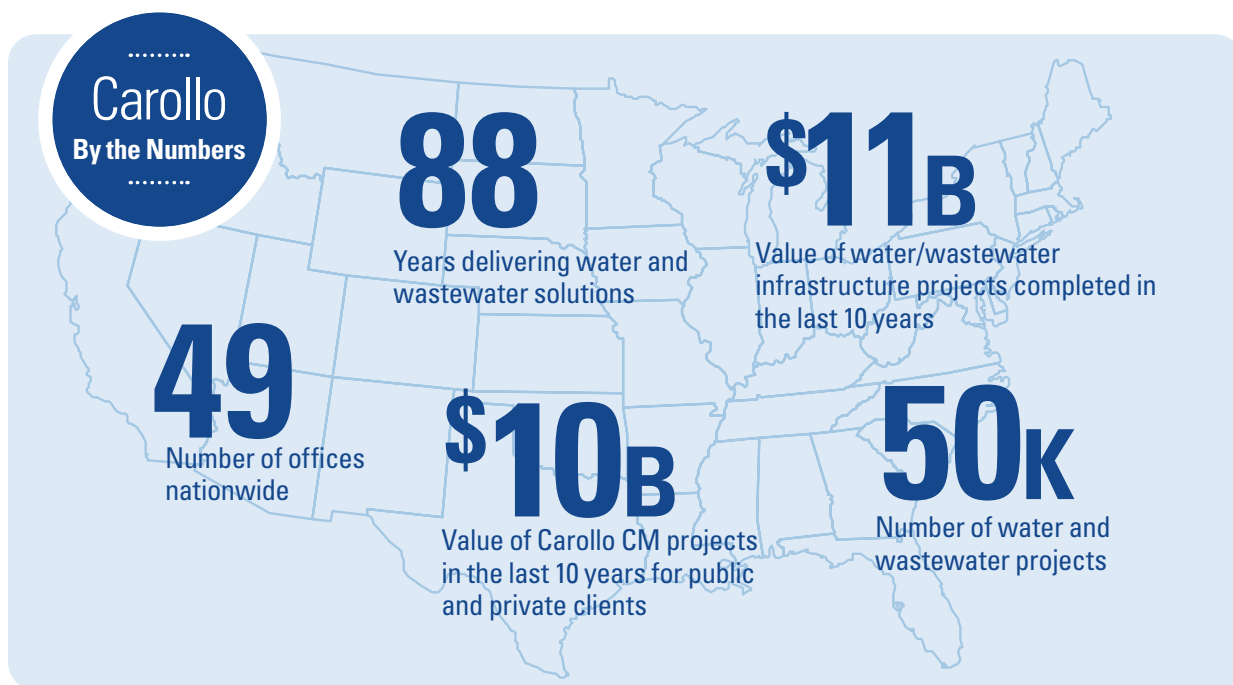 Carollo
By the Numbers
88
Years delivering water and
wastewater solutions
$11B
Value of water/wastewater
infrastructure projects completed in
the last 10 years
49
Number of offices
nationwide
$10B
Value of Carollo CM projects
in the last 10 years for public
and private clients
50K
Number of water and
wastewater projects